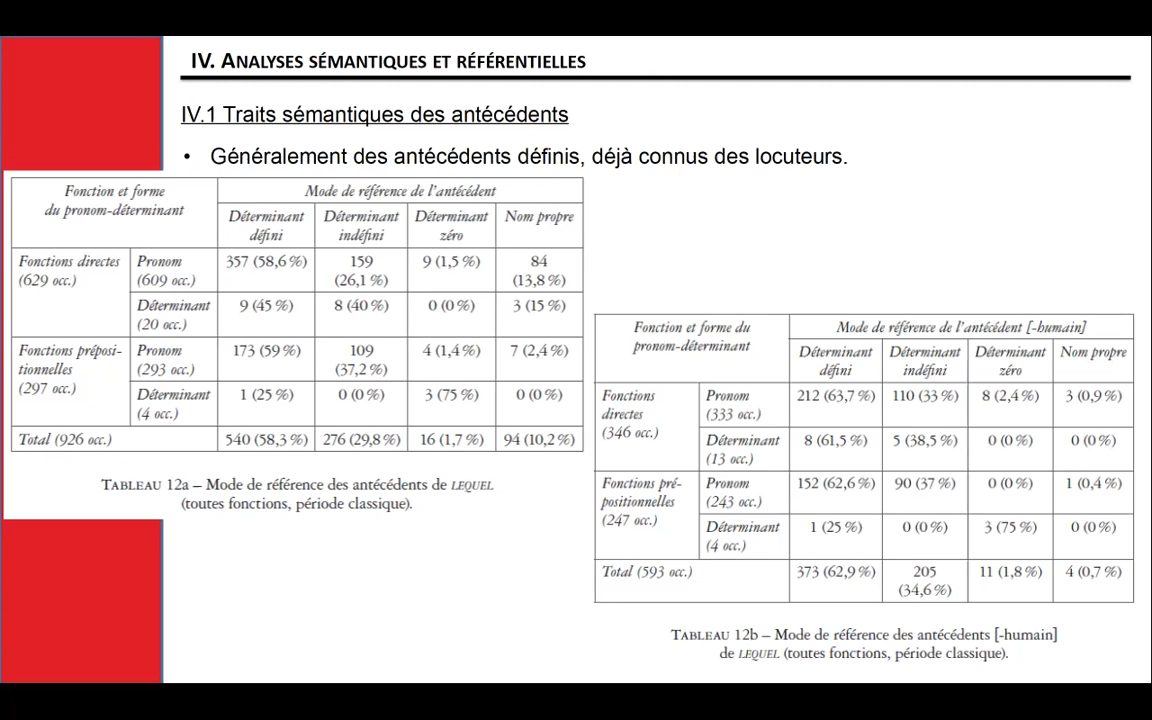 IV. ANALYSES SÉMANTIQUES ET RÉFÉRENTIELLES
IV.1 Traits sémantiques des antécédents
• Généralement des antécédents définis, déjà connus des locuteurs.
Fonction et forme du pronom-déterminant Mode de référence de l'antécédent
Déterminant défini Déterminant indéfini Déterminant zéro Nom propre
Fonctions directes (629 occ.) Pronom (609 occ.) 357 (58,6 %) 159 (26,1 %) 9 (1,5 %) 84 (13,8 %)
Déterminant (20 occ.) 9 (45 %) 8 (40 %) 0 (0 %) 3 (15 %)
Fonctions préposi-tionnelles (297 occ.) Pronom (293 occ.) 173 (59 %) 109 (37,2 %) 4 (1,4 %) 7 (2,4 %)
Déterminant (4 occ.) 1 (25 %) 0 (0 %) 3 (75 %) 0 (0 %)
Total (926 occ.) 540 (58,3 %) 276 (29,8 %) 16 (1,7 %) 94 (10,2 %)
TABLEAU 12a – Mode de référence des antécédents de LEQUEL
(toutes fonctions, période classique).
Fonction et forme du pronom-déterminant Mode de référence de l'antécédent [-humain]
Déterminant défini Déterminant indéfini Déterminant zéro Nom propre
Fonctions directes (346 occ.) Pronom (333 occ.) 212 (63,7 %) 110 (33 %) 8 (2,4 %) 3 (0,9 %)
Déterminant (13 occ.) 8 (61,5 %) 5 (38,5 %) 0 (0 %) 0 (0 %)
Fonctions pré-positionnelles (247 occ.) Pronom (243 occ.) 152 (62,6 %) 90 (37 %) 0 (0 %) 1 (0,4 %)
Déterminant (4 occ.) 1 (25 %) 0 (0 %) 3 (75 %) 0 (0 %)
Total (593 occ.) 373 (62,9 %) 205 (34,6 %) 11 (1,8 %) 4 (0,7 %)
TABLEAU 12b – Mode de référence des antécédents [-humain]
de LEQUEL (toutes fonctions, période classique).